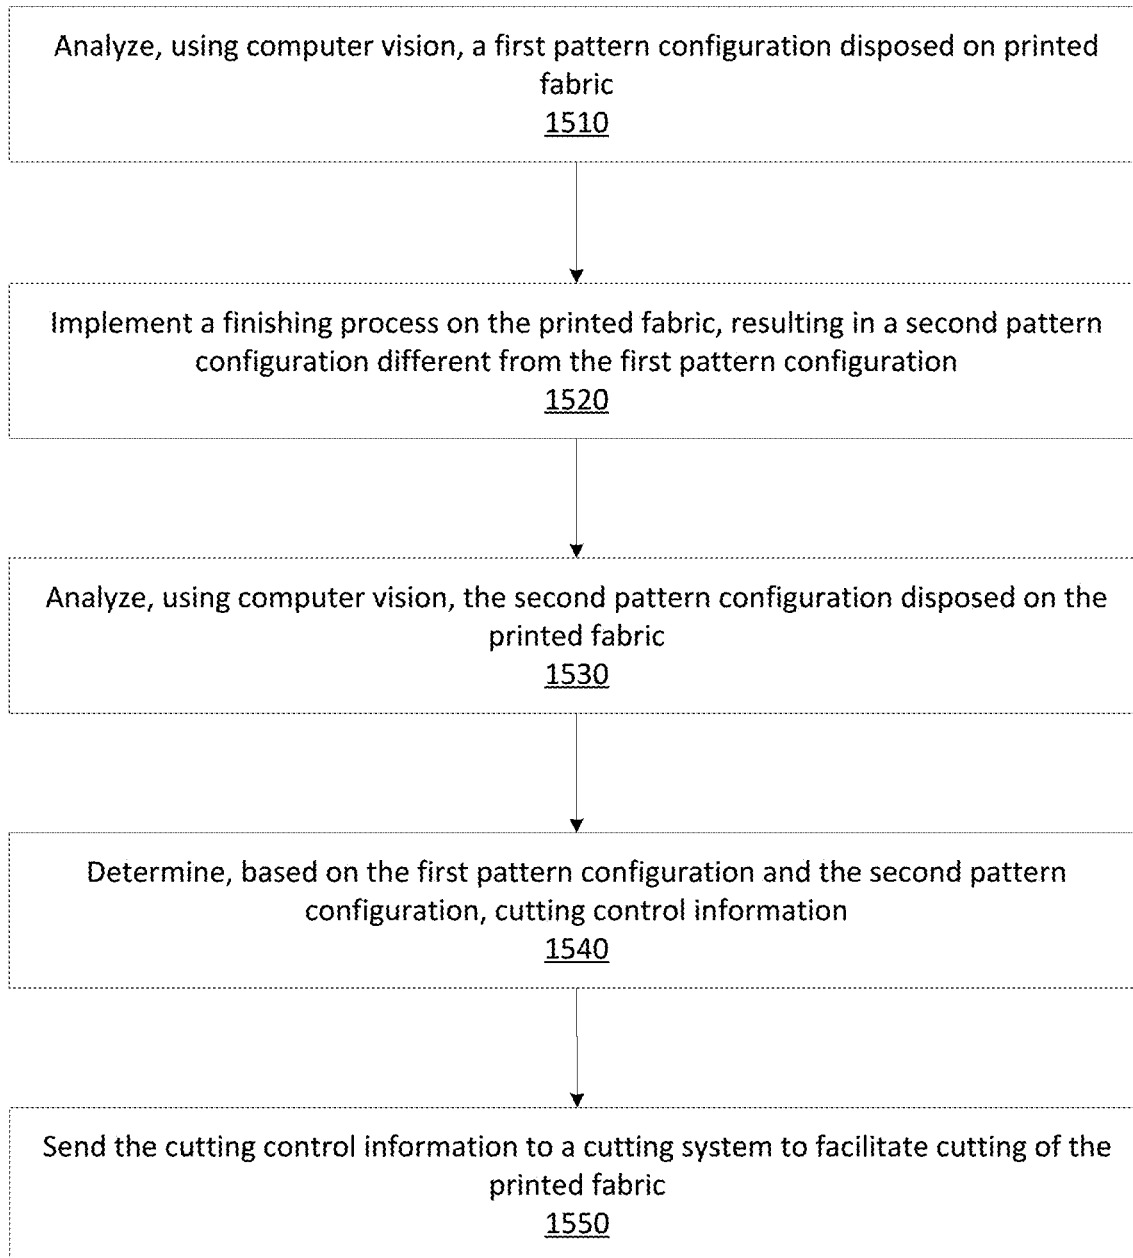 Analyze, using computer vision, a first pattern configuration disposed on printed
fabric
1510
Implement a finishing process on the printed fabric, resulting in a second pattern
configuration different from the first pattern configuration
1520
Analyze, using computer vision, the second pattern configuration disposed on the
printed fabric
1530
Determine, based on the first pattern configuration and the second pattern
configuration, cutting control information
1540
Send the cutting control information to a cutting system to facilitate cutting of the
printed fabric
1550